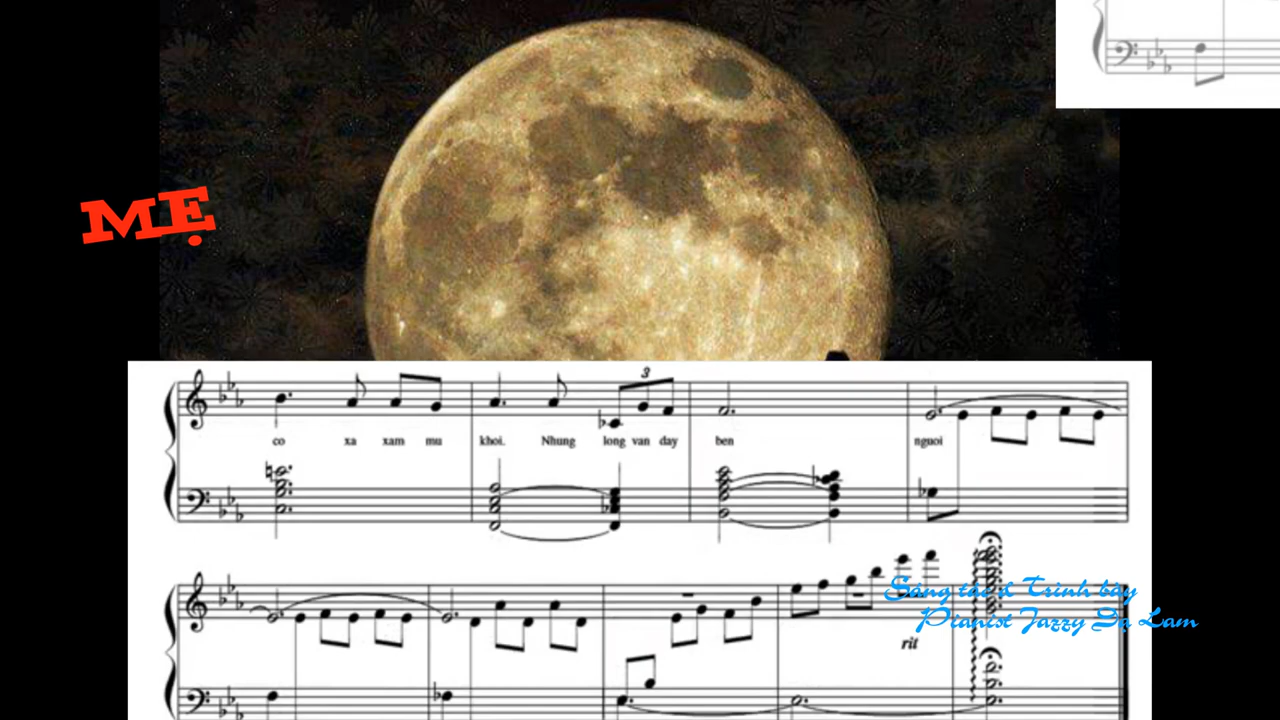 MẸ
3
co xa xam mu khoi. Nhung long van day ben nguoi
Sáng tác & Trình bày
Pianist Jazzy Dạ Lam
rit